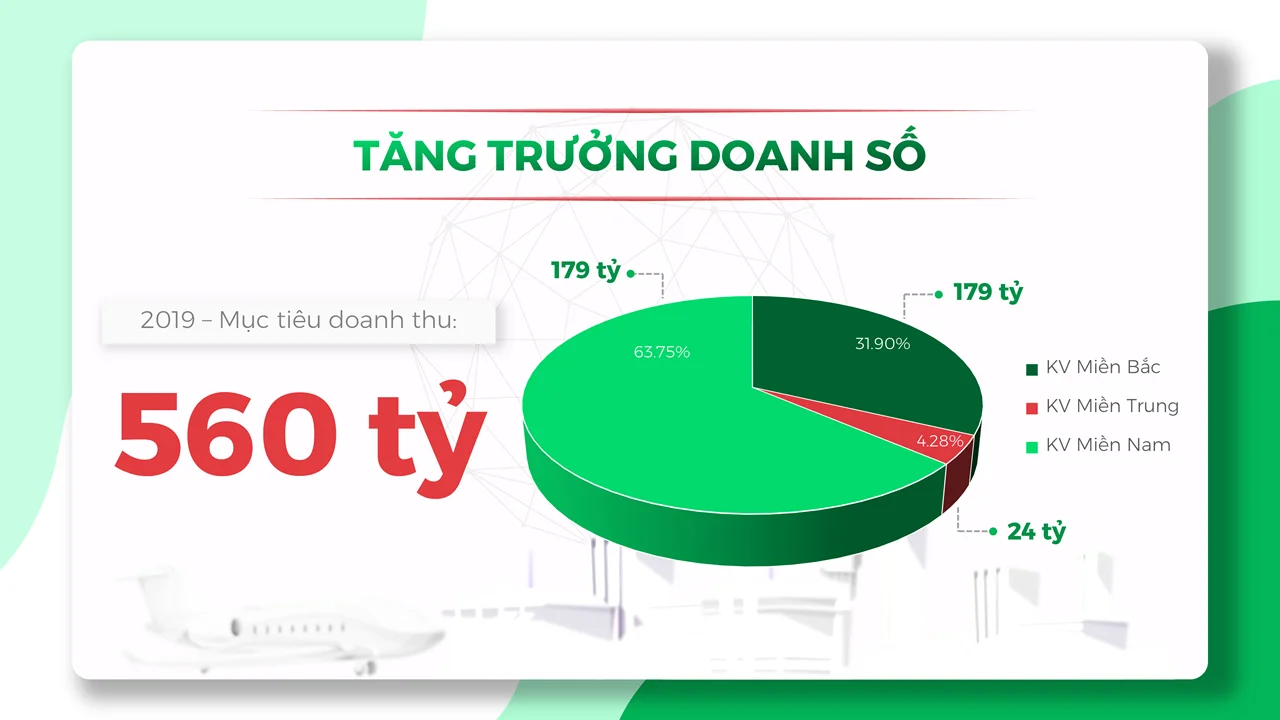 TĂNG TRƯỞNG DOANH SỐ
2019 – Mục tiêu doanh thu:
560 tỷ
179 tỷ
179 tỷ
63.75%
31.90%
4.28%
24 tỷ
KV Miền Bắc
KV Miền Trung
KV Miền Nam